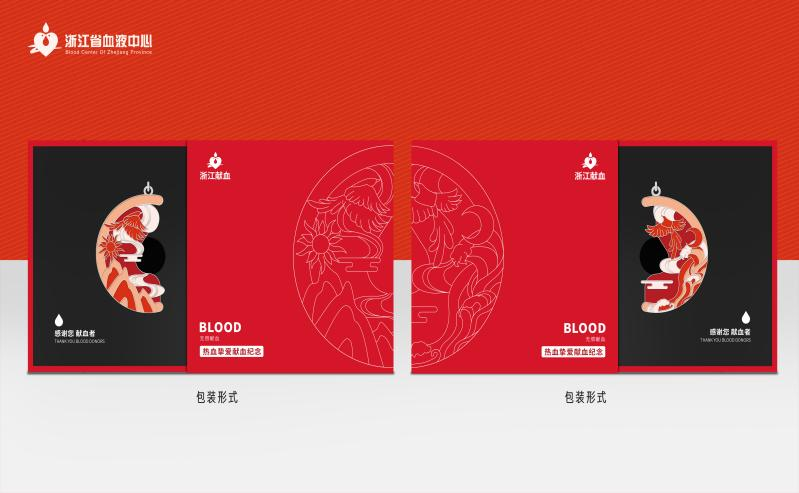 浙江省血液中心
Blood Center Of Zhejiang Province
浙江献血
BLOOD
无偿献血
热血挚爱献血纪念
感谢您 献血者
THANK YOU BLOOD DONORS
包装形式
浙江献血
BLOOD
无偿献血
热血挚爱献血纪念
感谢您 献血者
THANK YOU BLOOD DONORS
包装形式